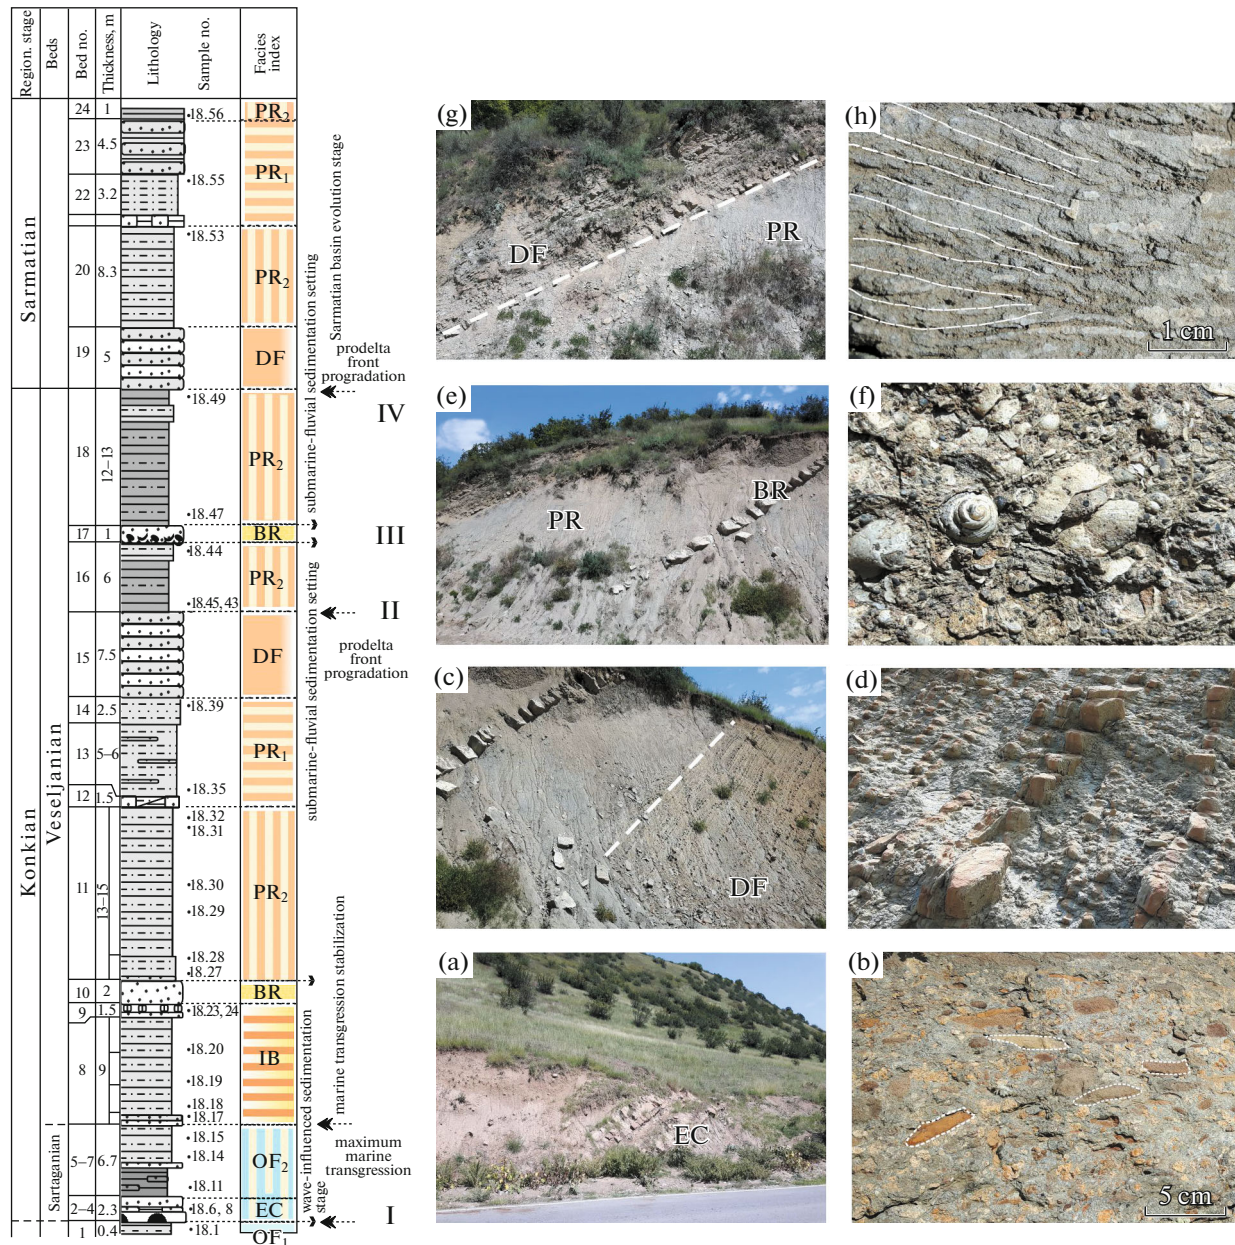 Region. stage
Beds
Bed no.
Thickness, m
Lithology
Sample no.
Facies
index
Sarmatian
Konkian
Veseljanian
Sartaganian
24 1 18.56 PR2
23 4.5
PR1
22 3.2 18.55
18.53
20 8.3 PR2
19 5 DF
18.49
18 12–13 PR2
18.47
17 1 BR
18.44
16 6 PR2
18.45, 43
15 7.5 DF
14 2.5 18.39
13 5–6 PR1
18.35
12 1.5
18.32
18.31
11 13–15 18.30 PR2
18.29
18.28
18.27
10 2 BR
9 1.5 18.23, 24
18.20 IB
8 9 18.19
18.18
18.17
18.15
5–7 6.7 18.14 OF2
18.11
2–4 2.3 18.6, 8 EC
1 0.4 18.1 OF1
Sarmatian basin evolution stage
submarine-fluvial sedimentation setting
prodelta
front
progradation
IV
III
II
submarine-fluvial sedimentation setting
prodelta
front
progradation
marine transgression stabilization
wave-influenced sedimentation
stage
maximum
marine
transgression
I
(g)
DF
PR
(h)
1 cm
(e)
PR
BR
(f)
(c)
DF
(d)
(a)
EC
(b)
5 cm